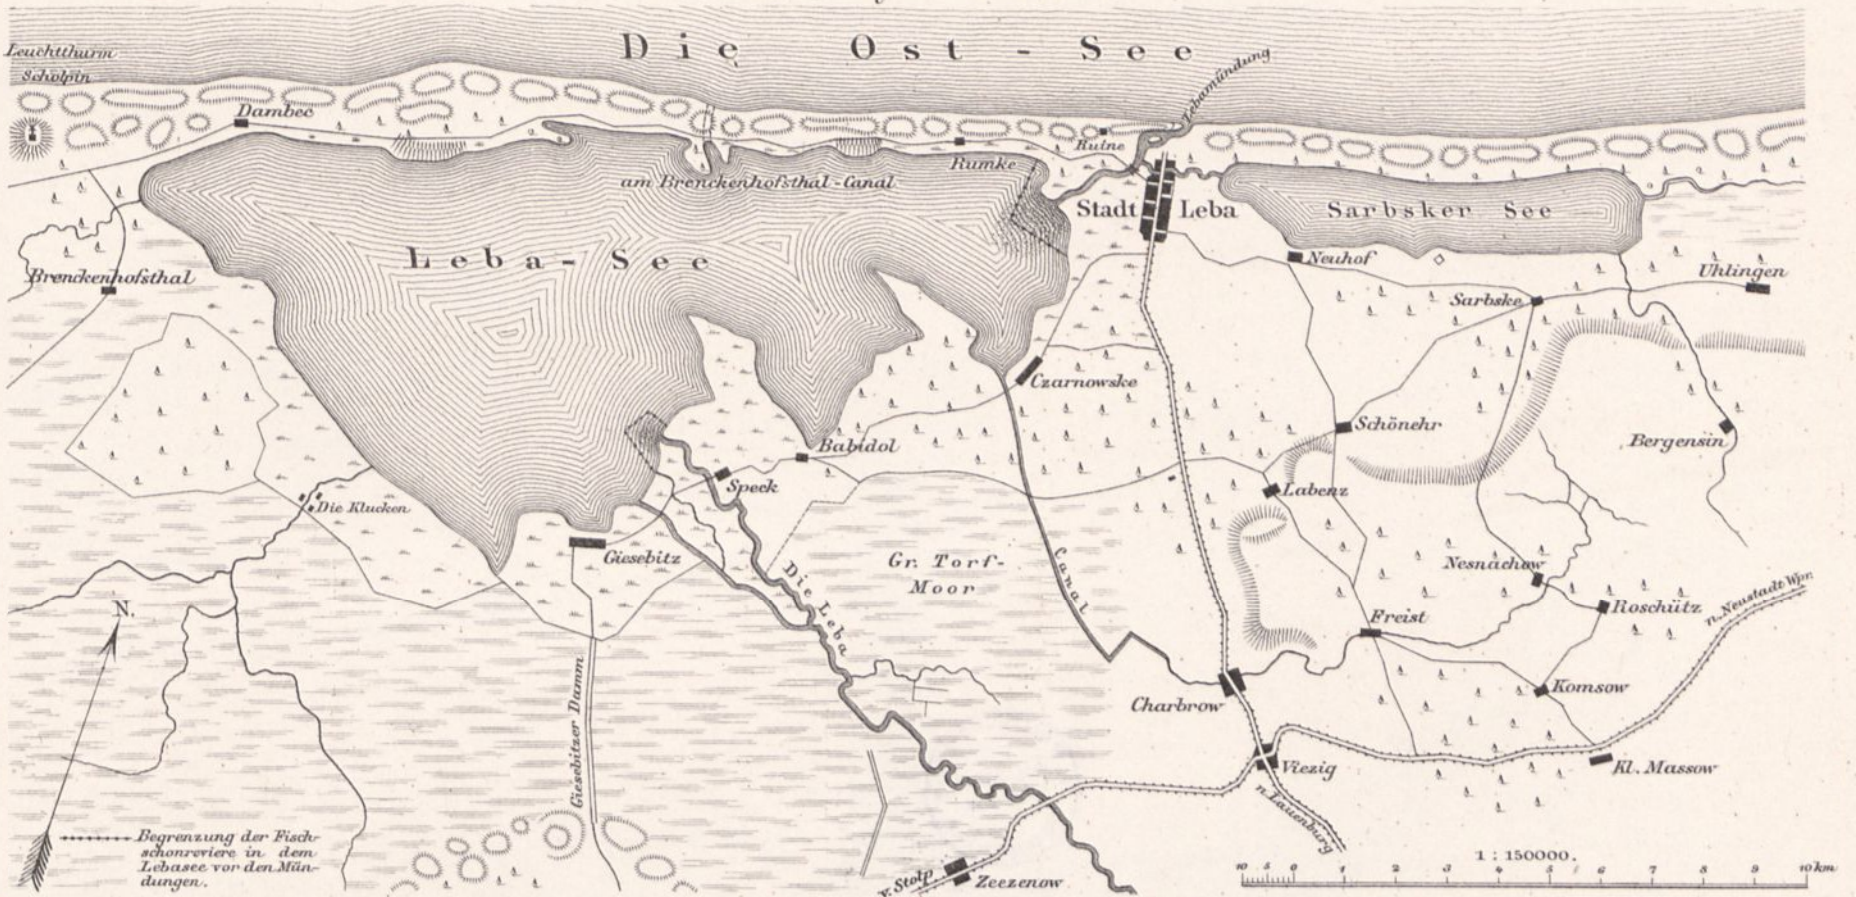 Die Ost-See
Leuchtthurm
Scholpin
Lebamündung
Dambec
Ruine
Rumke
am Brenckenhofsthal-Canal
Stadt Leba
Sarbsker See
Leba-See
Neuhof
Uhlingen
Brenckenhofsthal
Sarbske
Czarnowske
Schönehr
Bergensin
Babidol
Speck
Labenz
Die Klucken
Giesebitz
Gr. Torf-
Moor
Canal
Nesnachow
Die Leba
Roschütz
n. Neustadt Wpr.
N.
Freist
Giesebitzer Damm
Charbrow
Komsow
Viezig
Kl. Massow
n. Lauenburg
Begrenzung der Fisch-
schonreviere in dem
Lebasee vor den Mün-
dungen.
v. Stolp
Zeezenow
1 : 150000.
10 5 0 1 2 3 4 5 6 7 8 9 10 km